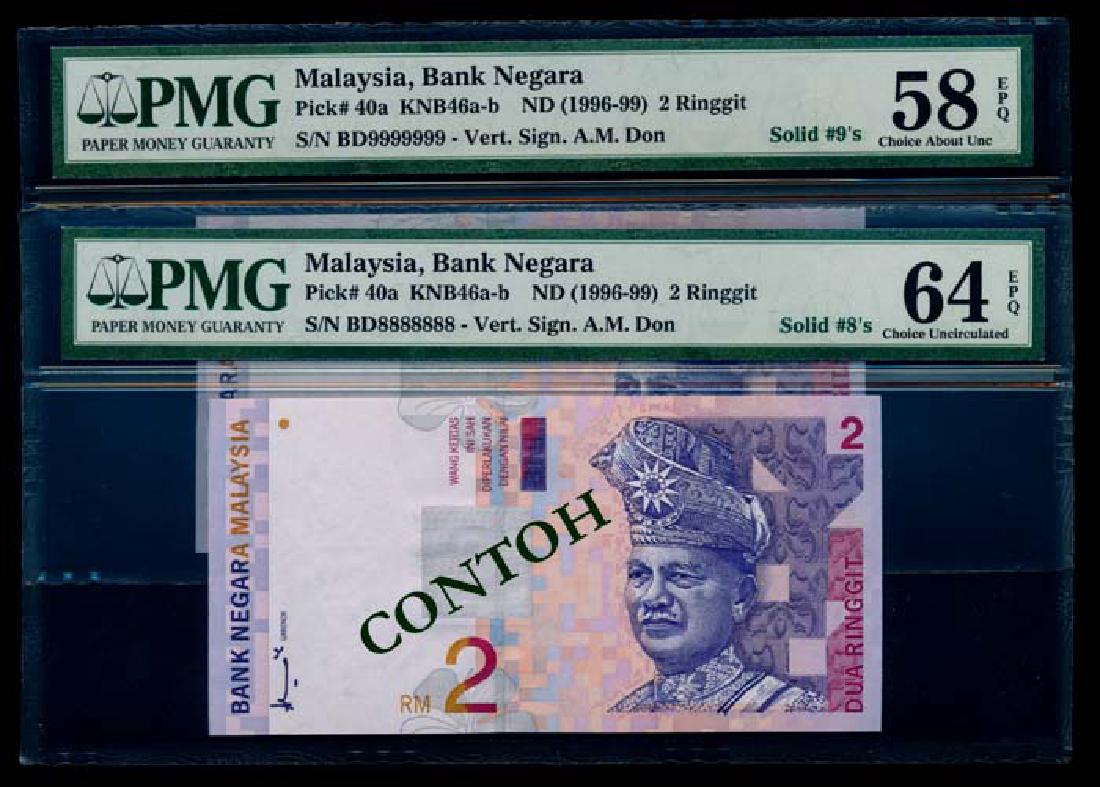 PMG
PAPER MONEY GUARANTY
Malaysia, Bank Negara
Pick# 40a KNB46a-b ND (1996-99) 2 Ringgit
S/N BD9999999 - Vert. Sign. A.M. Don
Solid #9's
58
EPQ
Choice About Unc
PMG
PAPER MONEY GUARANTY
Malaysia, Bank Negara
Pick# 40a KNB46a-b ND (1996-99) 2 Ringgit
S/N BD8888888 - Vert. Sign. A.M. Don
Solid #8's
64
EPQ
Choice Uncirculated
ARA
BANK NEGARA MALAYSIA
WANG KERTAS
INI SAH
DIPERLAKUKAN
DENGAN NILAI
2
CONTOH
RM 2
DUA RINGGIT